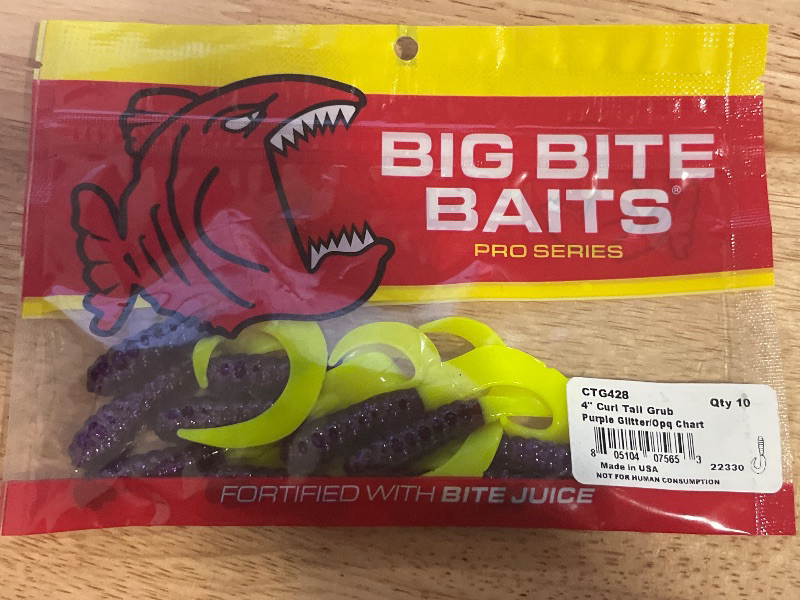 BIG BITE
BAITS®
PRO SERIES
CTG428
4" Curl Tail Grub
Qty 10
Purple Glitter/Opq Chart
8 05104 07565 3
Made in USA
22330
NOT FOR HUMAN CONSUMPTION
FORTIFIED WITH BITE JUICE